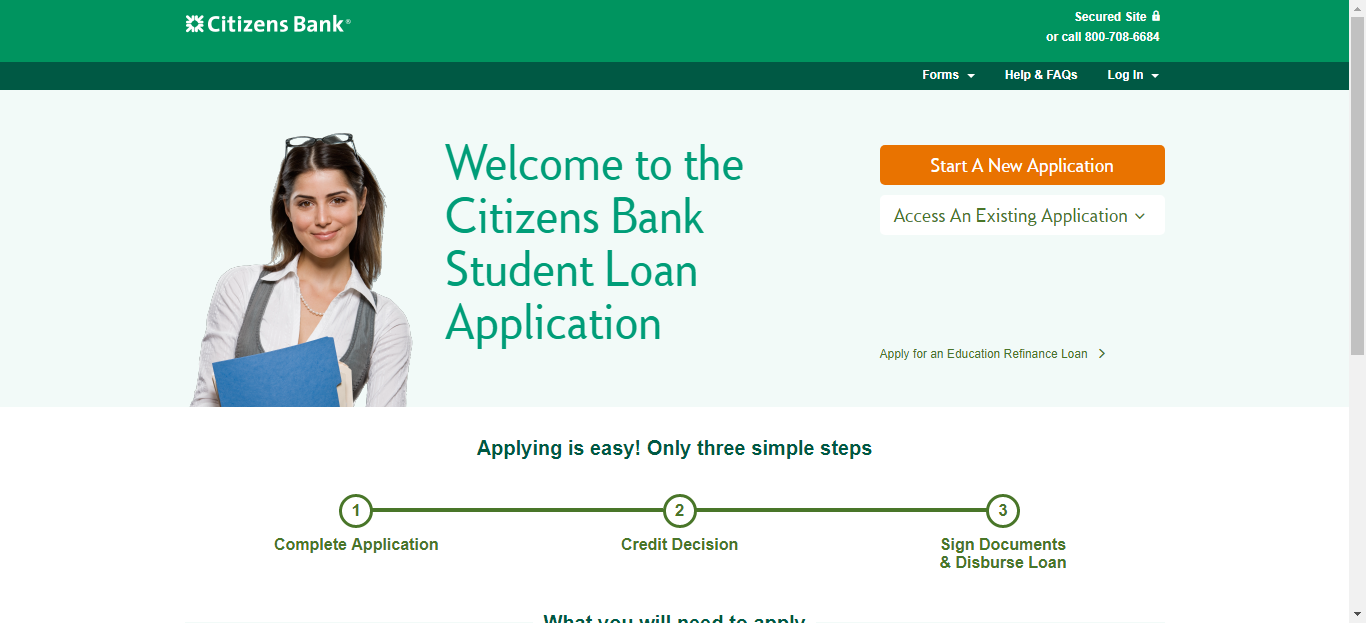 Citizens Bank®
Secured Site
or call 800-708-6684
Forms
Help & FAQs
Log In
Welcome to the
Citizens Bank
Student Loan
Application
Start A New Application
Access An Existing Application
Apply for an Education Refinance Loan
Applying is easy! Only three simple steps
1
2
3
Complete Application
Credit Decision
Sign Documents
& Disburse Loan
What you will need to apply